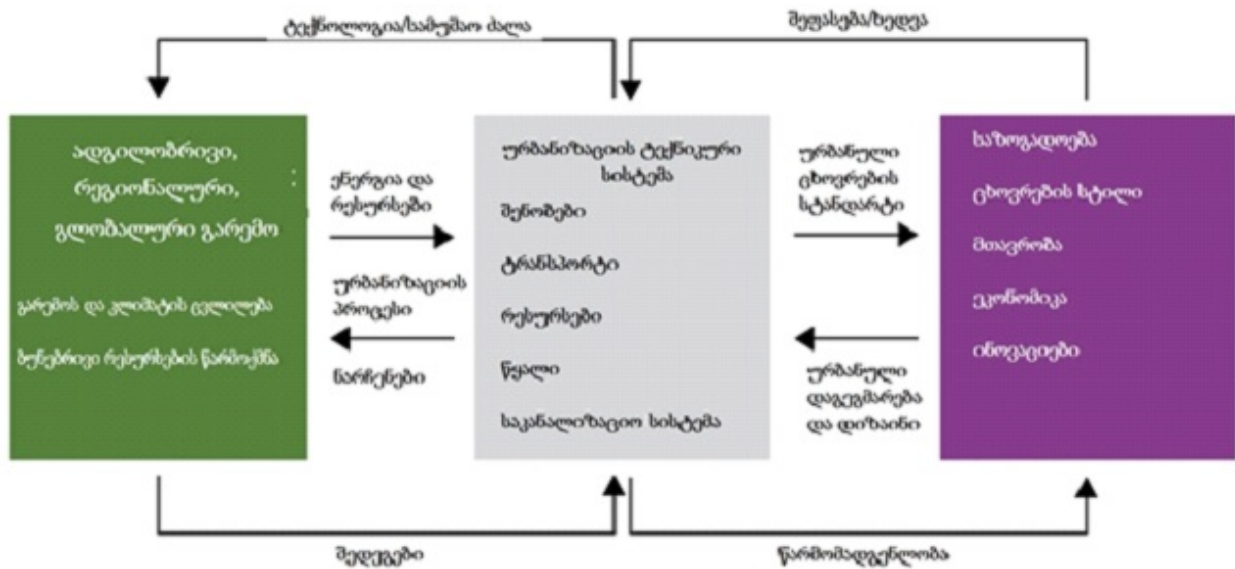 ტექნოლოგია/სამუშაო ძალა
შეფასება/ხედვა
ადგილობრივი,
რეგიონალური,
გლობალური გარემო
გარემოს და კლიმატის ცვლილება
ბუნებრივი რესურსების წარმოქმნა
ენერგია და
რესურსები
ურბანიზაციის
პროცესი
ნარჩენები
ურბანიზაციის ტექნიკური
სისტემა
შენობები
ტრანსპორტი
რესურსები
წყალი
საკანალიზაციო სისტემა
ურბანული
ცხოვრების
სტანდარტი
ურბანული
დაგეგმარება
და დიზაინი
საზოგადოება
ცხოვრების სტილი
მთავრობა
ეკონომიკა
ინოვაციები
შედეგები
წარმომადგენლობა